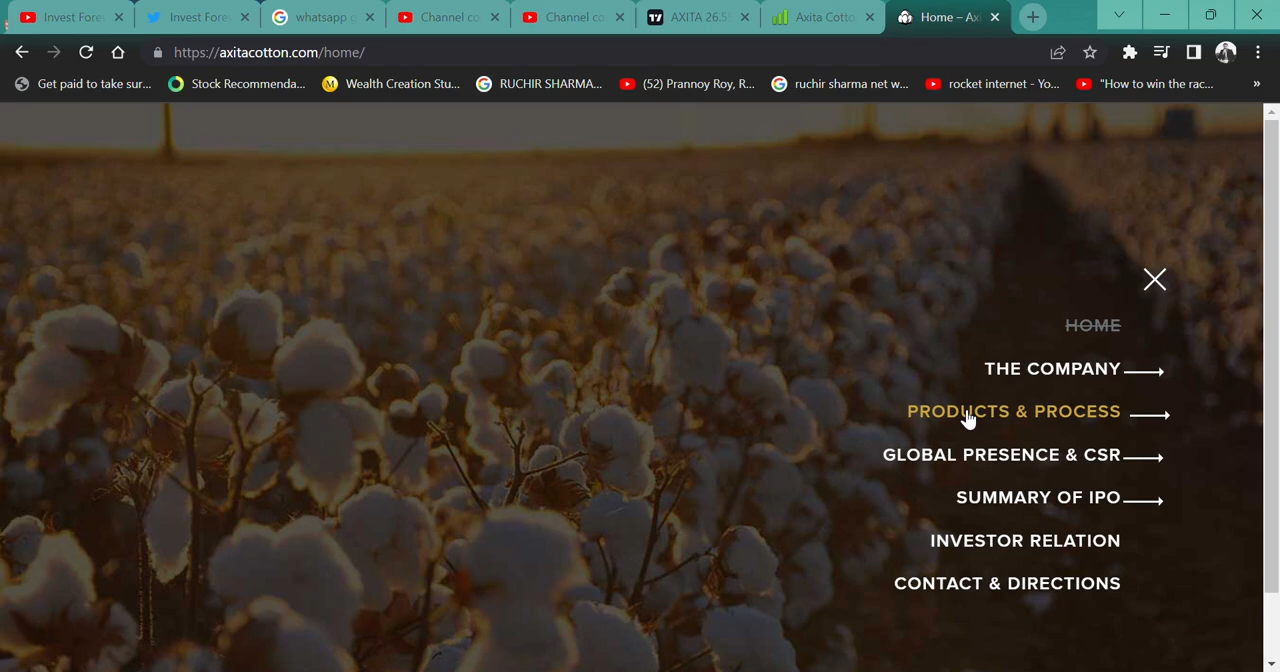 Invest Fore
Invest Fore
whatsapp g
Channel co
Channel co
AXITA 26.5
Axita Cotto
Home – Ax
https://axitacotton.com/home/
Get paid to take sur...
Stock Recommenda...
Wealth Creation Stu...
RUCHIR SHARMA...
(52) Prannoy Roy, R...
ruchir sharma net w...
rocket internet - Yo...
"How to win the rac...
»
HOME
THE COMPANY
PRODUCTS & PROCESS
GLOBAL PRESENCE & CSR
SUMMARY OF IPO
INVESTOR RELATION
CONTACT & DIRECTIONS